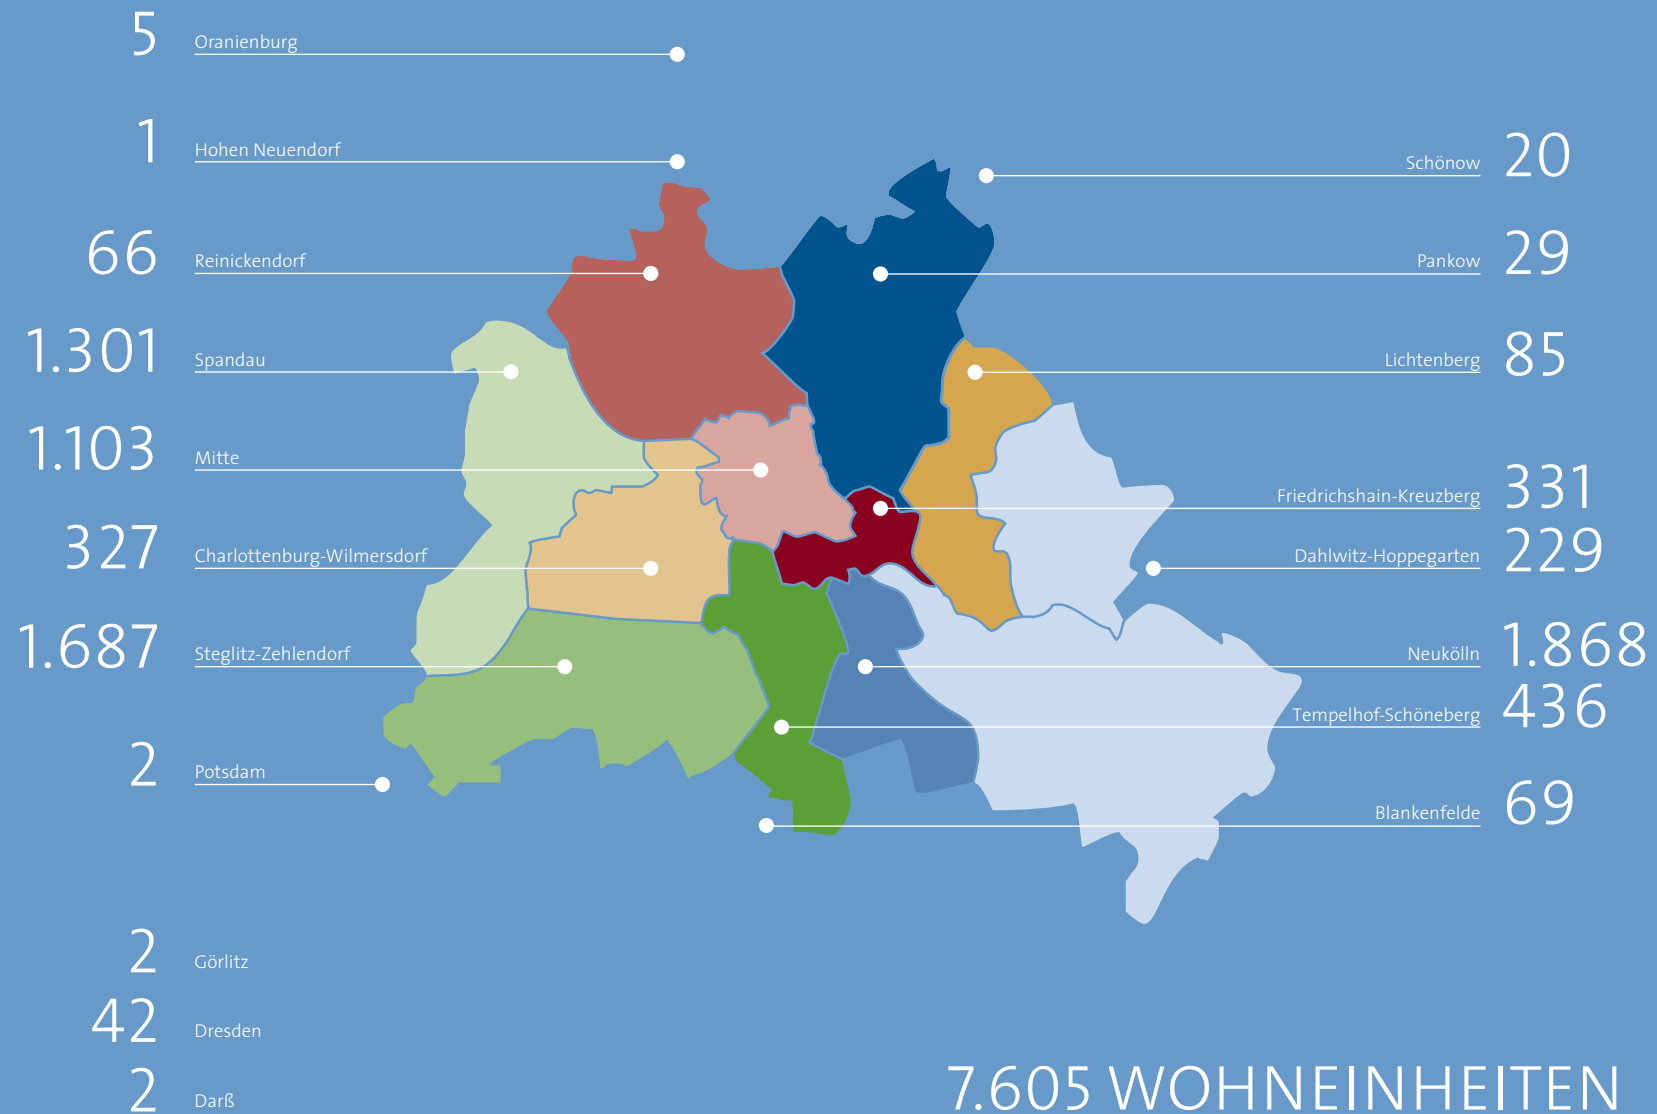 5 Oranienburg
1 Hohen Neuendorf
66 Reinickendorf
1.301 Spandau
1.103 Mitte
327 Charlottenburg-Wilmersdorf
1.687 Steglitz-Zehlendorf
2 Potsdam
2 Görlitz
42 Dresden
2 Darß
Schönow 20
Pankow 29
Lichtenberg 85
Friedrichshain-Kreuzberg 331
Dahlwitz-Hoppegarten 229
Neukölln 1.868
Tempelhof-Schöneberg 436
Blankenfelde 69
7.605 WOHNEINHEITEN